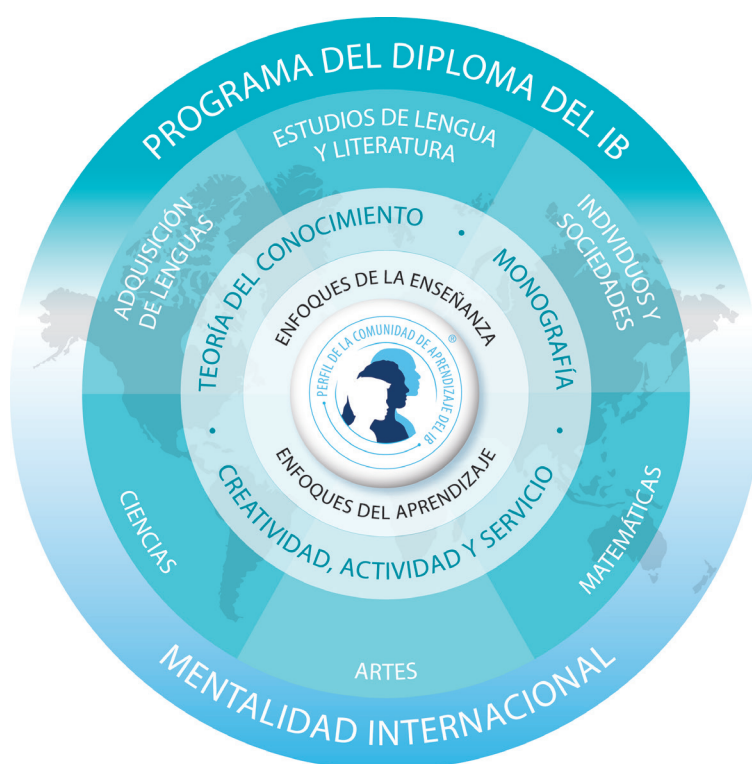 PROGRAMA DEL DIPLOMA DEL IB
ESTUDIOS DE LENGUA
Y LITERATURA
ADQUISICIÓN
DE LENGUAS
INDIVIDUOS Y
SOCIEDADES
TEORÍA DEL CONOCIMIENTO
•
MONOGRAFÍA
•
ENFOQUES DE LA ENSEÑANZA
• PERFIL DE LA COMUNIDAD DE APRENDIZAJE DEL IB •
®
ENFOQUES DEL APRENDIZAJE
•
CREATIVIDAD, ACTIVIDAD Y SERVICIO
CIENCIAS
MATEMÁTICAS
ARTES
MENTALIDAD INTERNACIONAL